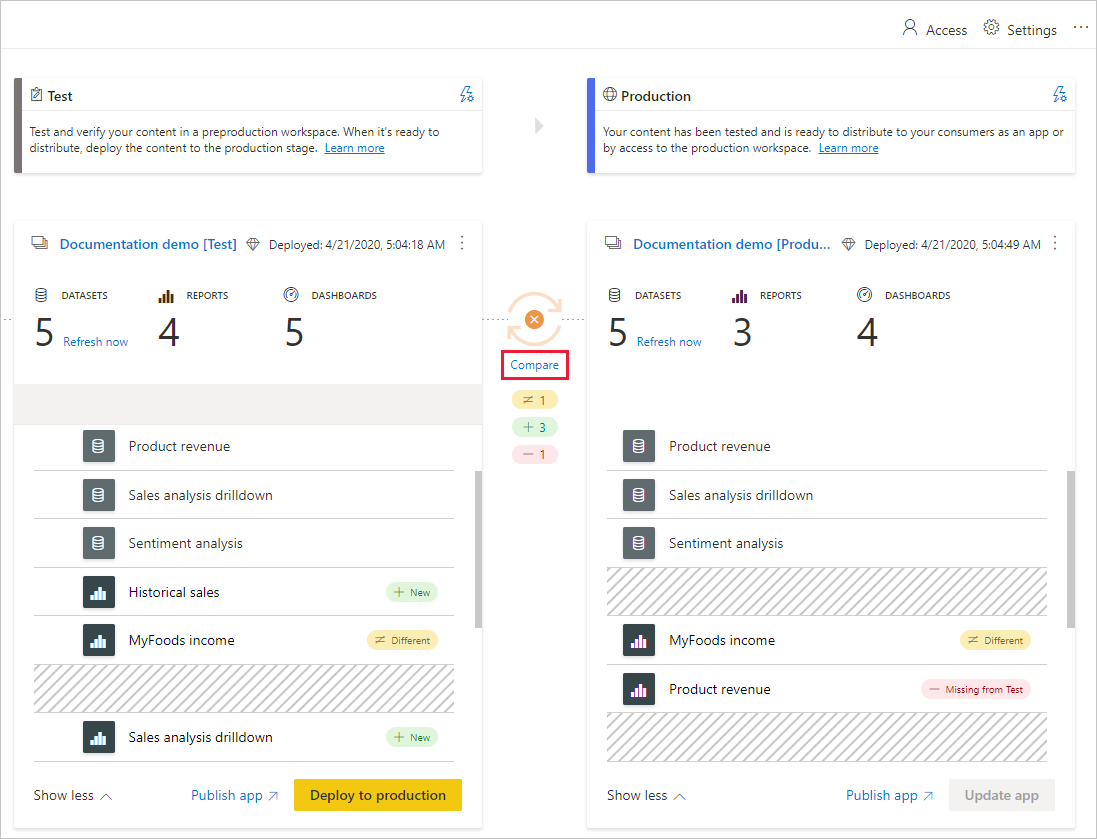 Access Settings ...
Test
Test and verify your content in a preproduction workspace. When it's ready to
distribute, deploy the content to the production stage. Learn more
Production
Your content has been tested and is ready to distribute to your consumers as an app or
by access to the production workspace. Learn more
Documentation demo [Test] Deployed: 4/21/2020, 5:04:18 AM
DATASETS REPORTS DASHBOARDS
5 Refresh now 4 5
Product revenue
Sales analysis drilldown
Sentiment analysis
Historical sales + New
MyFoods income ≠ Different
Sales analysis drilldown + New
Show less Publish app Deploy to production
Compare
≠ 1
+ 3
— 1
Documentation demo [Produ... Deployed: 4/21/2020, 5:04:49 AM
DATASETS REPORTS DASHBOARDS
5 Refresh now 3 4
Product revenue
Sales analysis drilldown
Sentiment analysis
MyFoods income ≠ Different
Product revenue — Missing from Test
Show less Publish app Update app